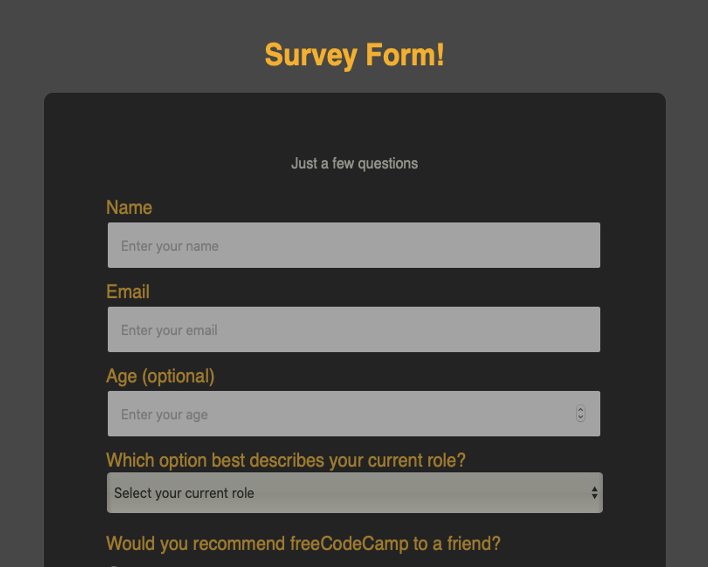 Survey Form!
Just a few questions
Name
Enter your name
Email
Enter your email
Age (optional)
Enter your age
Which option best describes your current role?
Select your current role
Would you recommend freeCodeCamp to a friend?